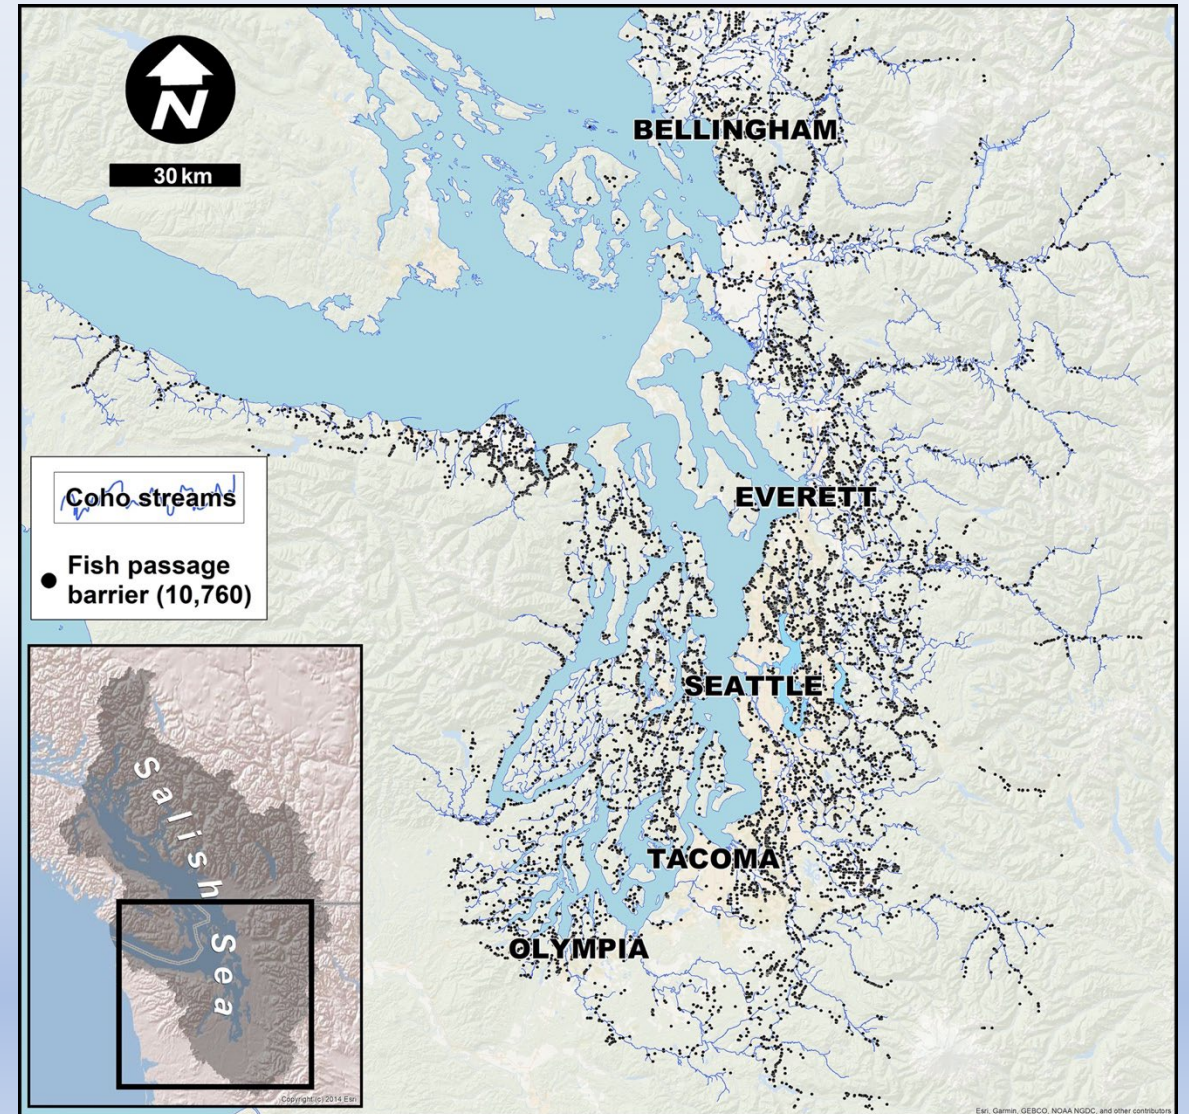 N
30 km
BELLINGHAM
EVERETT
Coho streams
Fish passage
barrier (10,760)
SEATTLE
TACOMA
OLYMPIA
Salish Sea
Copyright:(c) 2014 Esri
Esri, Garmin, GEBCO, NOAA NGDC, and other contributors